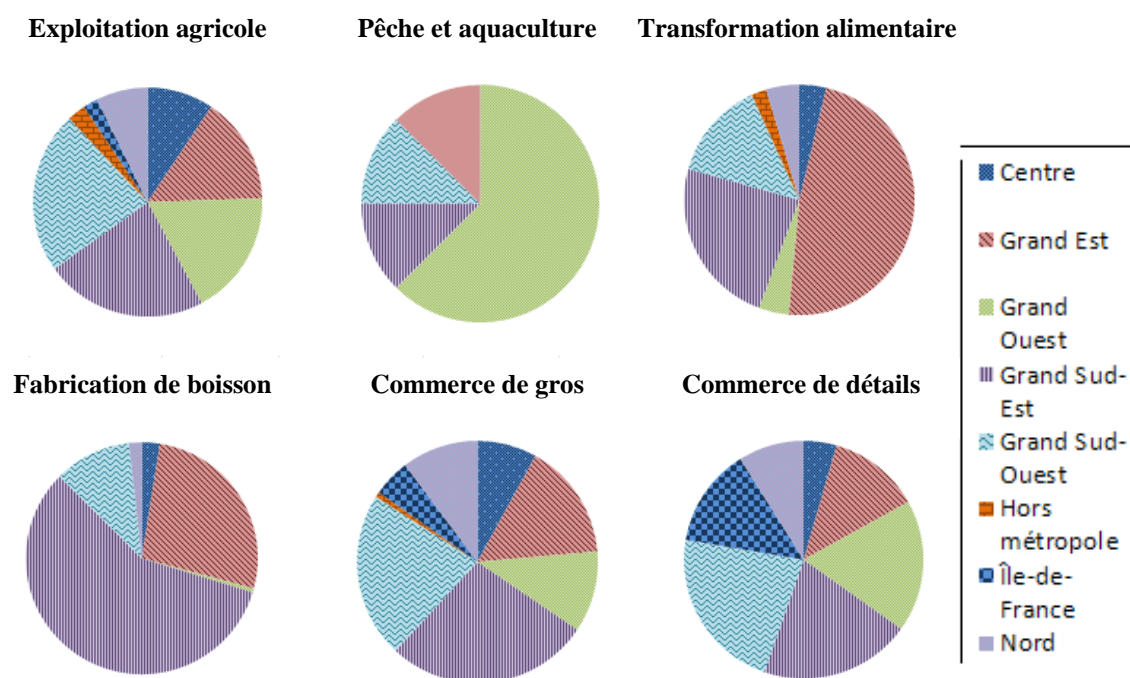 Exploitation agricole
Pêche et aquaculture
Transformation alimentaire
Fabrication de boisson
Commerce de gros
Commerce de détails
Centre
Grand Est
Grand
Ouest
Grand Sud-
Est
Grand Sud-
Ouest
Hors
métropole
Île-de-
France
Nord